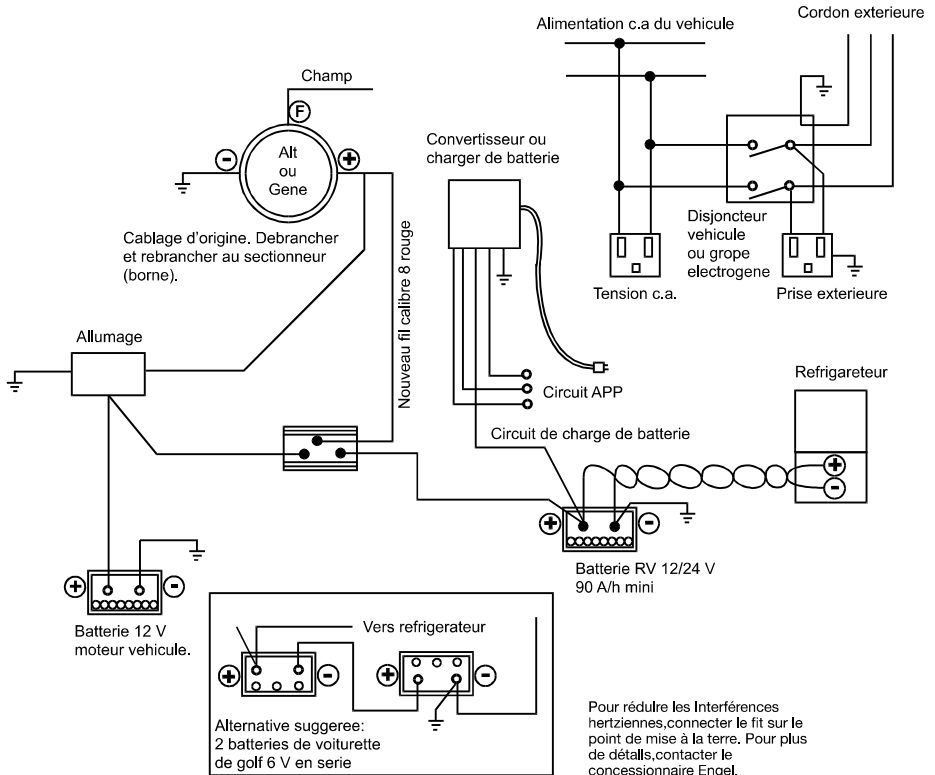 Alimentation c.a du vehicule
Cordon exterieure
Champ
F
Alt
ou
Gene
Convertisseur ou
charger de batterie
Cablage d'origine. Debrancher
et rebrancher au sectionneur
(borne).
Nouveau fil calibre 8 rouge
Disjoncteur
vehicule
ou grope
electrogene
Tension c.a.
Prise exterieure
Allumage
Refrigareteur
Circuit APP
Circuit de charge de batterie
Batterie RV 12/24 V
90 A/h mini
Batterie 12 V
moteur vehicule.
Vers refrigerateur
Alternative suggeree:
2 batteries de voiturette
de golf 6 V en serie
Pour réduire les Interférences
hertziennes,connecter le fit sur le
point de mise à la terre. Pour plus
de détails,contacter le
concessionnaire Engel.